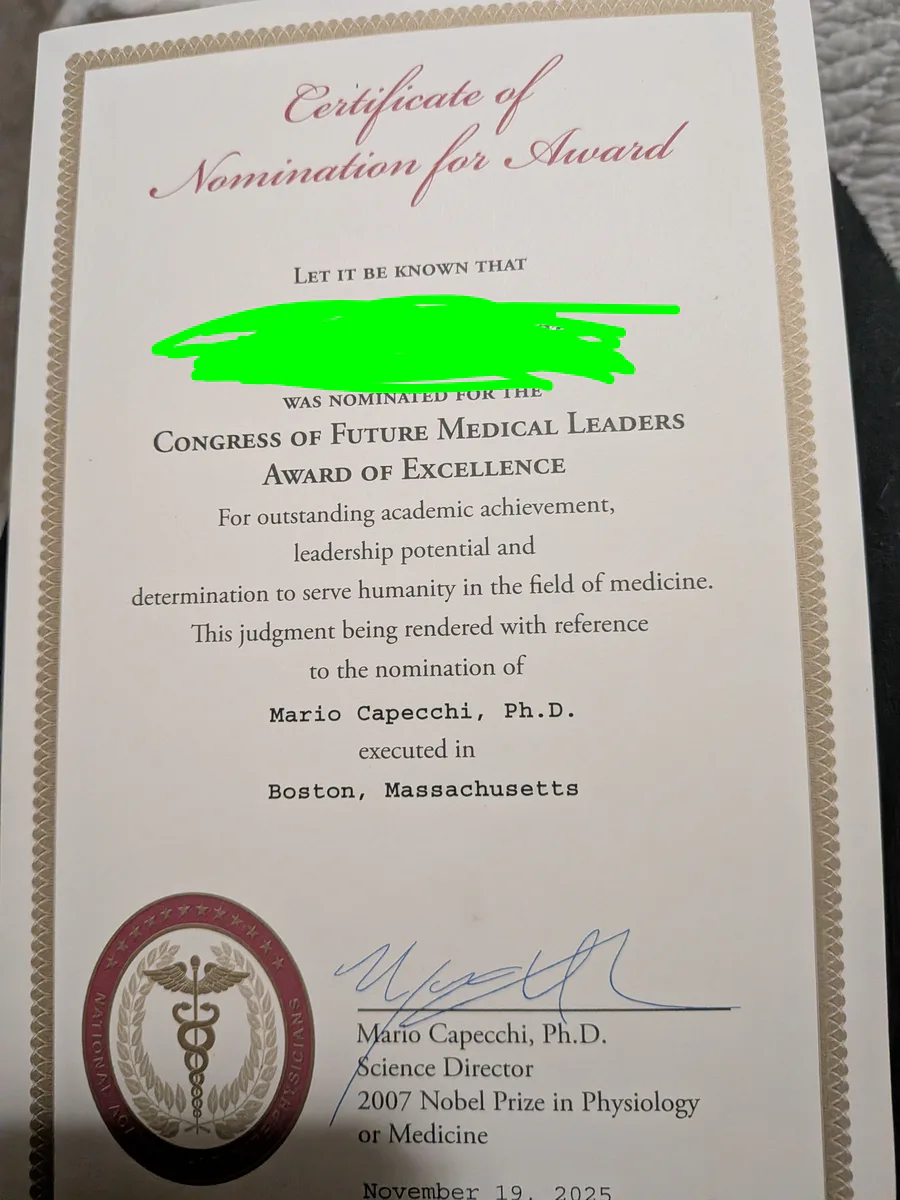 Certificate of
Nomination for Award
Let it be known that
was nominated for the
Congress of Future Medical Leaders
Award of Excellence
For outstanding academic achievement,
leadership potential and
determination to serve humanity in the field of medicine.
This judgment being rendered with reference
to the nomination of
Mario Capecchi, Ph.D.
executed in
Boston, Massachusetts
Mario Capecchi, Ph.D.
Science Director
2007 Nobel Prize in Physiology
or Medicine
November 19, 2025
NATIONAL
PHYSICIANS